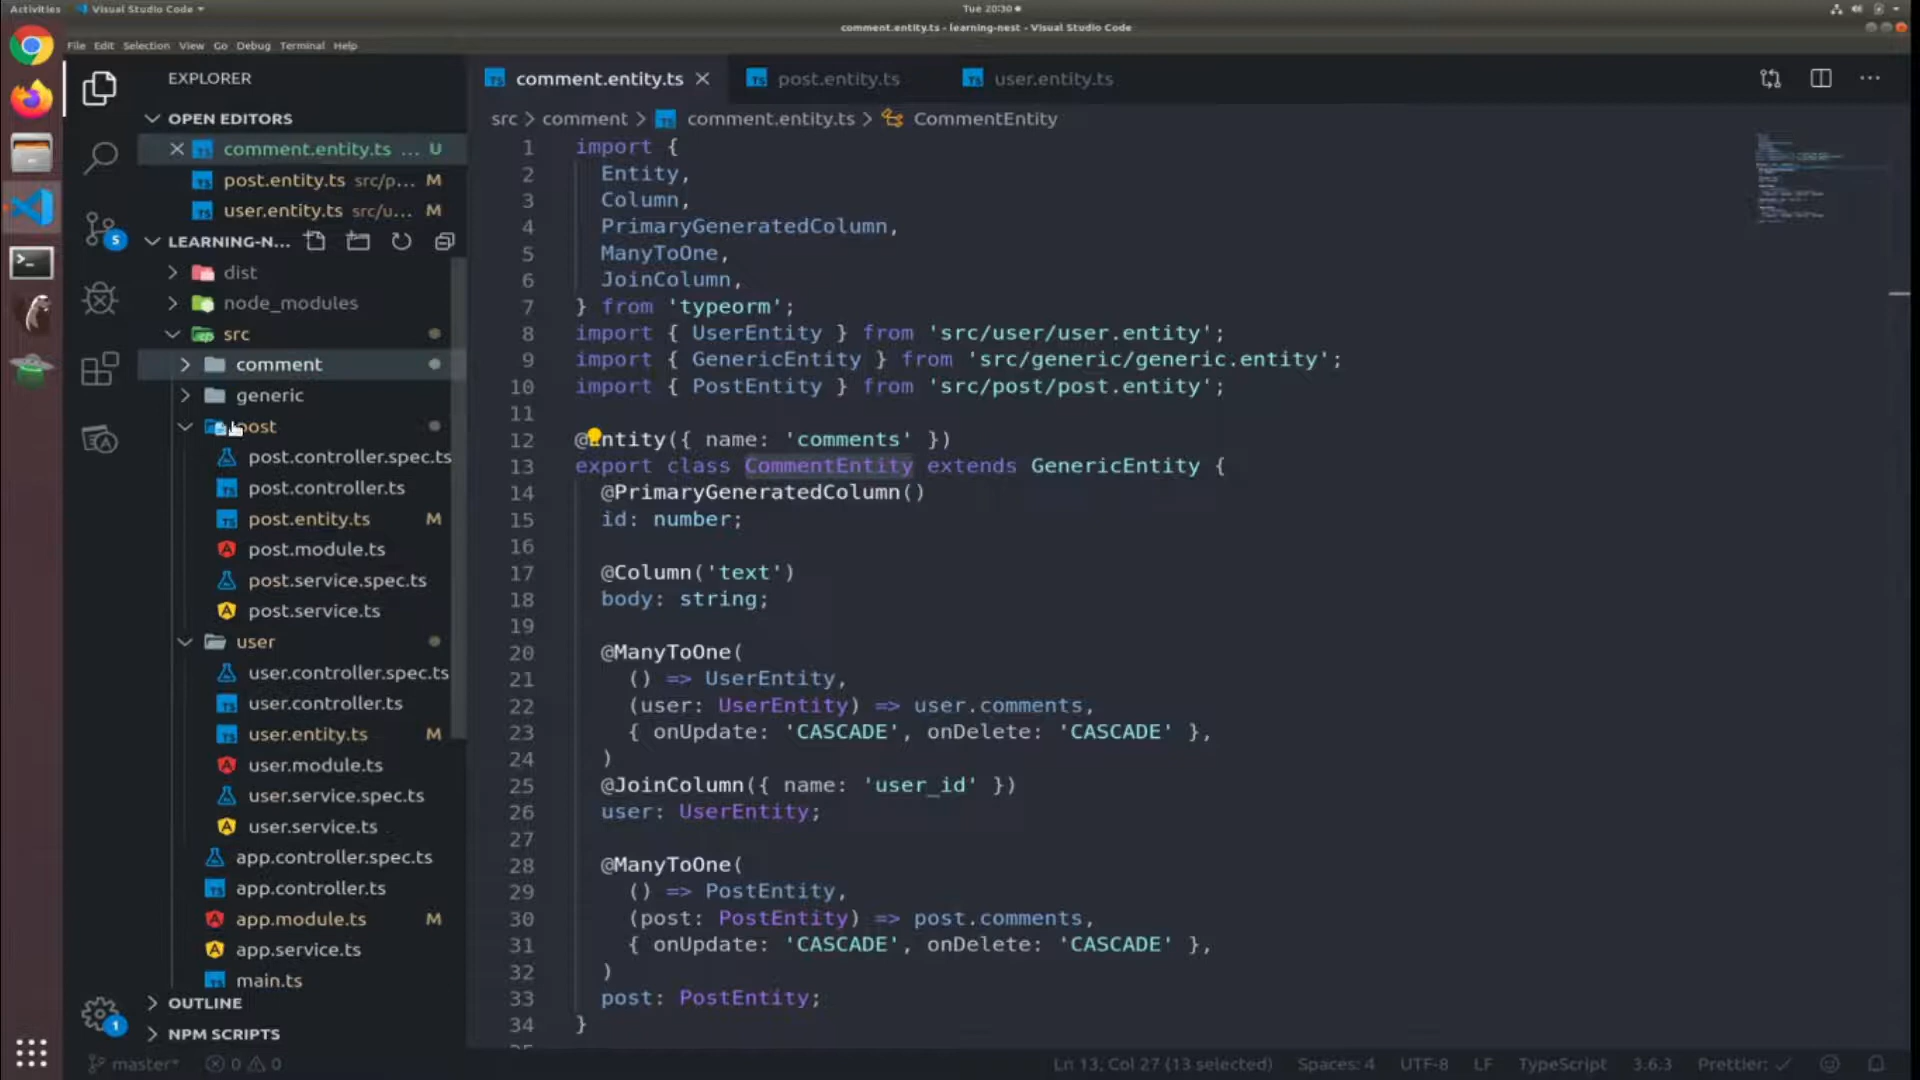 Activities Visual Studio Code Tue 20:30
comment.entity.ts - learning-nest - Visual Studio Code
File Edit Selection View Go Debug Terminal Help
EXPLORER
OPEN EDITORS
comment.entity.ts ... U
post.entity.ts src/p... M
user.entity.ts src/u... M
LEARNING-N...
dist
node_modules
src
comment
generic
post
post.controller.spec.ts
post.controller.ts
post.entity.ts M
post.module.ts
post.service.spec.ts
post.service.ts
user
user.controller.spec.ts
user.controller.ts
user.entity.ts M
user.module.ts
user.service.spec.ts
user.service.ts
app.controller.spec.ts
app.controller.ts
app.module.ts M
app.service.ts
main.ts
OUTLINE
NPM SCRIPTS
5
1
comment.entity.ts post.entity.ts user.entity.ts
src > comment > comment.entity.ts > CommentEntity
1 import {
2 Entity,
3 Column,
4 PrimaryGeneratedColumn,
5 ManyToOne,
6 JoinColumn,
7 } from 'typeorm';
8 import { UserEntity } from 'src/user/user.entity';
9 import { GenericEntity } from 'src/generic/generic.entity';
10 import { PostEntity } from 'src/post/post.entity';
11
12 @Entity({ name: 'comments' })
13 export class CommentEntity extends GenericEntity {
14 @PrimaryGeneratedColumn()
15 id: number;
16
17 @Column('text')
18 body: string;
19
20 @ManyToOne(
21 () => UserEntity,
22 (user: UserEntity) => user.comments,
23 { onUpdate: 'CASCADE', onDelete: 'CASCADE' },
24 )
25 @JoinColumn({ name: 'user_id' })
26 user: UserEntity;
27
28 @ManyToOne(
29 () => PostEntity,
30 (post: PostEntity) => post.comments,
31 { onUpdate: 'CASCADE', onDelete: 'CASCADE' },
32 )
33 post: PostEntity;
34 }
master* 0 0 Ln 13, Col 27 (13 selected) Spaces: 4 UTF-8 LF TypeScript 3.6.3 Prettier: ✓